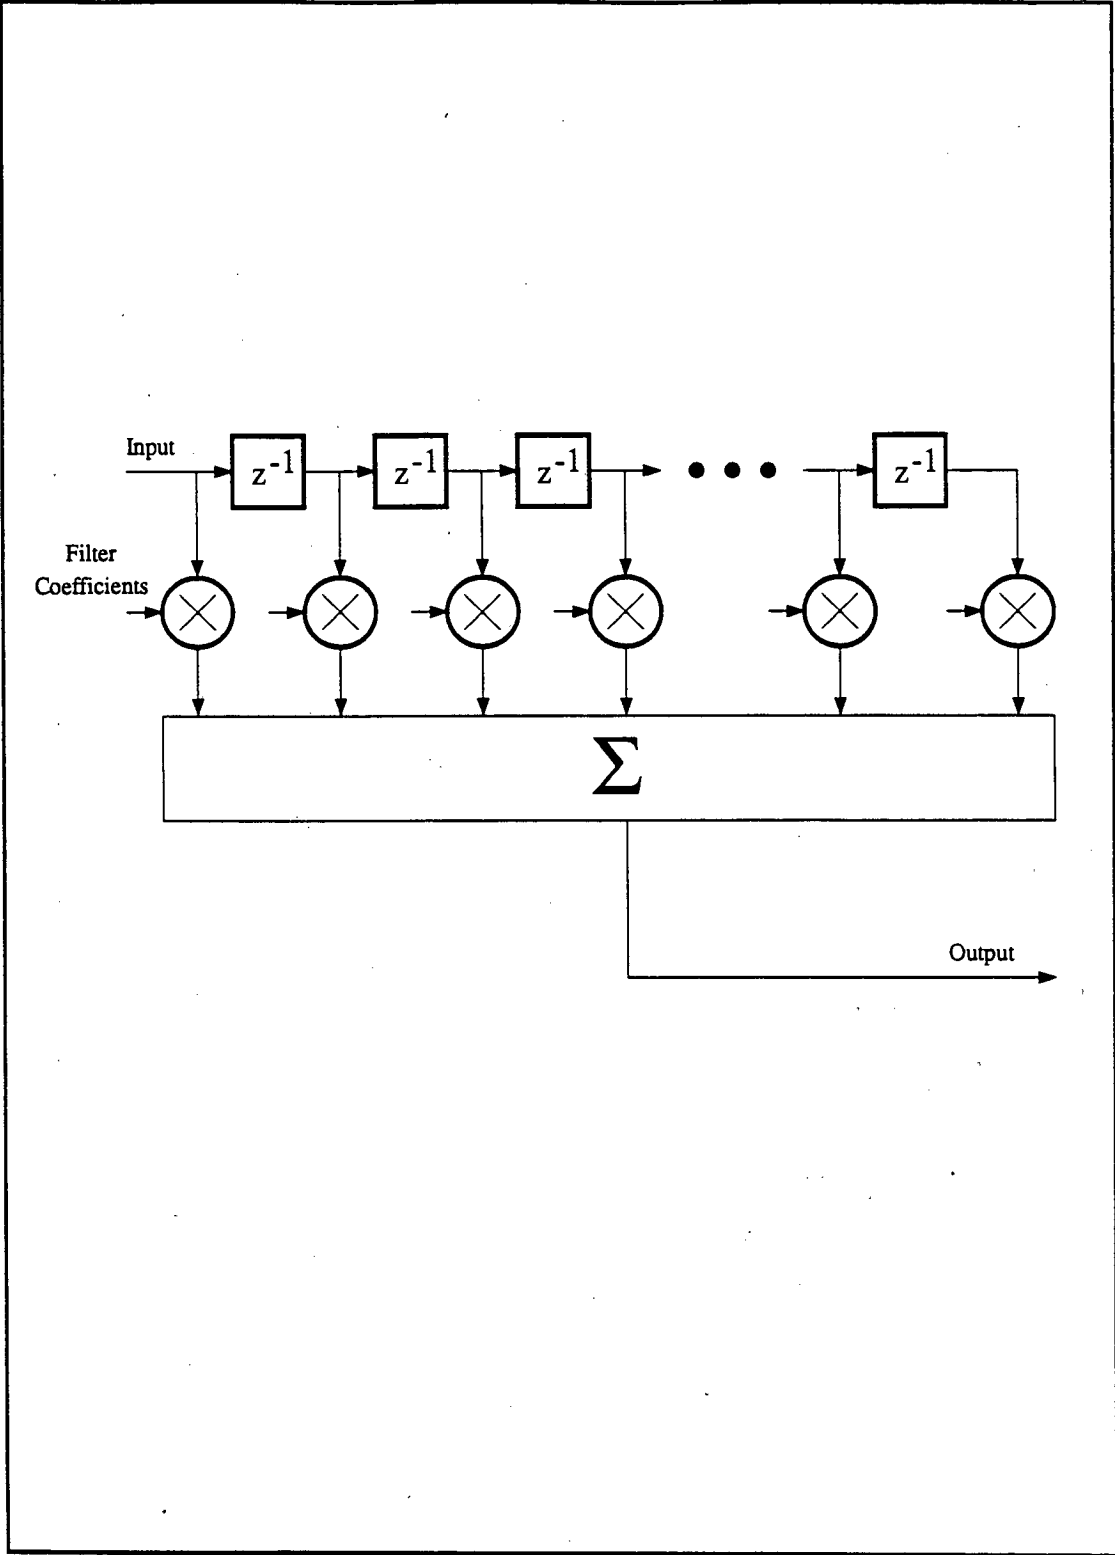 Input
z⁻¹ z⁻¹ z⁻¹ z⁻¹
Filter
Coefficients
Σ
Output